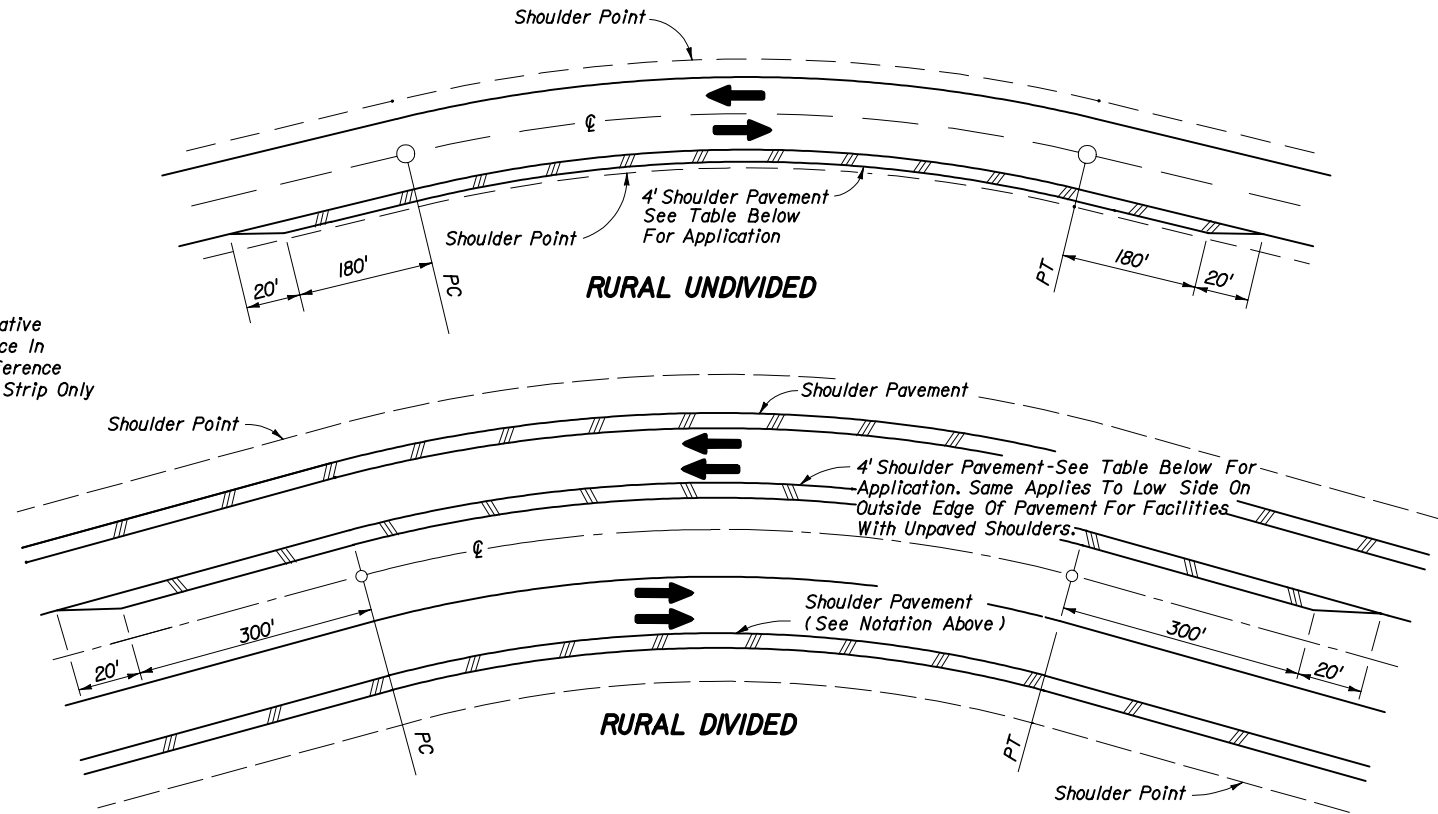 Shoulder Point
℄
4' Shoulder Pavement
See Table Below
For Application
Shoulder Point
180'
20'
PC
RURAL UNDIVIDED
PT
180'
20'
ative
ce In
ference
Strip Only
Shoulder Point
Shoulder Pavement
4' Shoulder Pavement-See Table Below For
Application. Same Applies To Low Side On
Outside Edge Of Pavement For Facilities
With Unpaved Shoulders.
℄
Shoulder Pavement
(See Notation Above)
300'
20'
300'
20'
RURAL DIVIDED
PC
PT
Shoulder Point